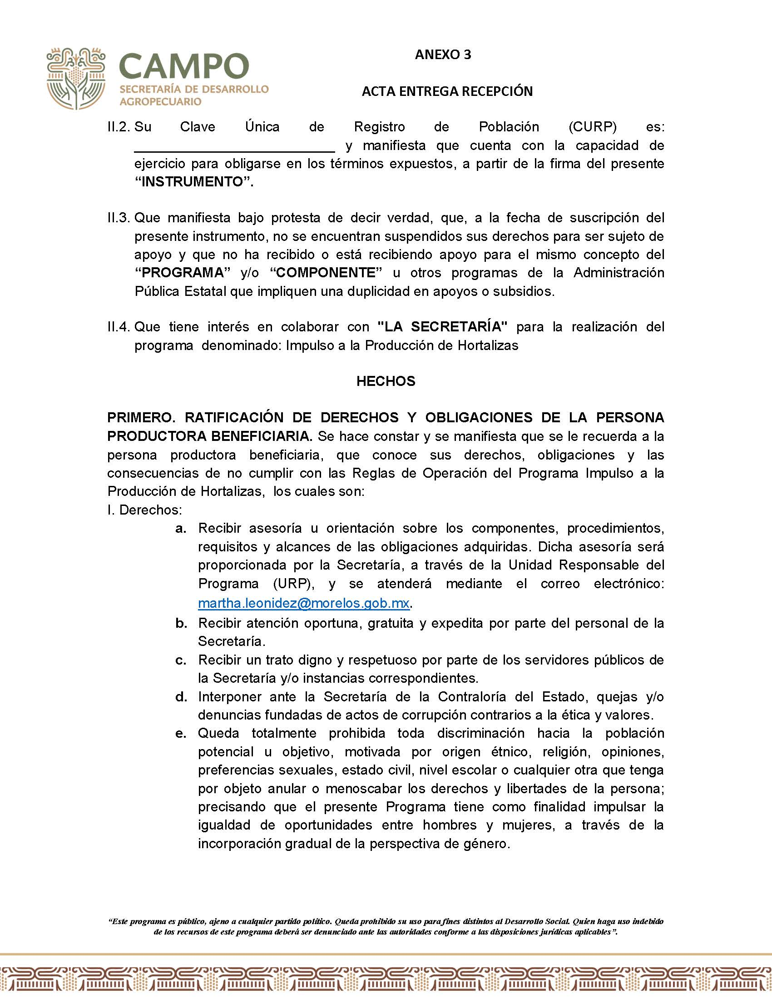 CAMPO
SECRETARÍA DE DESARROLLO
AGROPECUARIO
ANEXO 3
ACTA ENTREGA RECEPCIÓN
II.2. Su Clave Única de Registro de Población (CURP) es:
__________________________ y manifiesta que cuenta con la capacidad de
ejercicio para obligarse en los términos expuestos, a partir de la firma del presente
“INSTRUMENTO”.
II.3. Que manifiesta bajo protesta de decir verdad, que, a la fecha de suscripción del
presente instrumento, no se encuentran suspendidos sus derechos para ser sujeto de
apoyo y que no ha recibido o está recibiendo apoyo para el mismo concepto del
“PROGRAMA” y/o “COMPONENTE” u otros programas de la Administración
Pública Estatal que impliquen una duplicidad en apoyos o subsidios.
II.4. Que tiene interés en colaborar con "LA SECRETARÍA" para la realización del
programa denominado: Impulso a la Producción de Hortalizas
HECHOS
PRIMERO. RATIFICACIÓN DE DERECHOS Y OBLIGACIONES DE LA PERSONA
PRODUCTORA BENEFICIARIA. Se hace constar y se manifiesta que se le recuerda a la
persona productora beneficiaria, que conoce sus derechos, obligaciones y las
consecuencias de no cumplir con las Reglas de Operación del Programa Impulso a la
Producción de Hortalizas, los cuales son:
I. Derechos:
a. Recibir asesoría u orientación sobre los componentes, procedimientos,
requisitos y alcances de las obligaciones adquiridas. Dicha asesoría será
proporcionada por la Secretaría, a través de la Unidad Responsable del
Programa (URP), y se atenderá mediante el correo electrónico:
martha.leonidez@morelos.gob.mx.
b. Recibir atención oportuna, gratuita y expedita por parte del personal de la
Secretaría.
c. Recibir un trato digno y respetuoso por parte de los servidores públicos de
la Secretaría y/o instancias correspondientes.
d. Interponer ante la Secretaría de la Contraloría del Estado, quejas y/o
denuncias fundadas de actos de corrupción contrarios a la ética y valores.
e. Queda totalmente prohibida toda discriminación hacia la población
potencial u objetivo, motivada por origen étnico, religión, opiniones,
preferencias sexuales, estado civil, nivel escolar o cualquier otra que tenga
por objeto anular o menoscabar los derechos y libertades de la persona;
precisando que el presente Programa tiene como finalidad impulsar la
igualdad de oportunidades entre hombres y mujeres, a través de la
incorporación gradual de la perspectiva de género.
“Este programa es público, ajeno a cualquier partido político. Queda prohibido su uso para fines distintos al Desarrollo Social. Quien haga uso indebido
de los recursos de este programa deberá ser denunciado ante las autoridades conforme a las disposiciones jurídicas aplicables”.